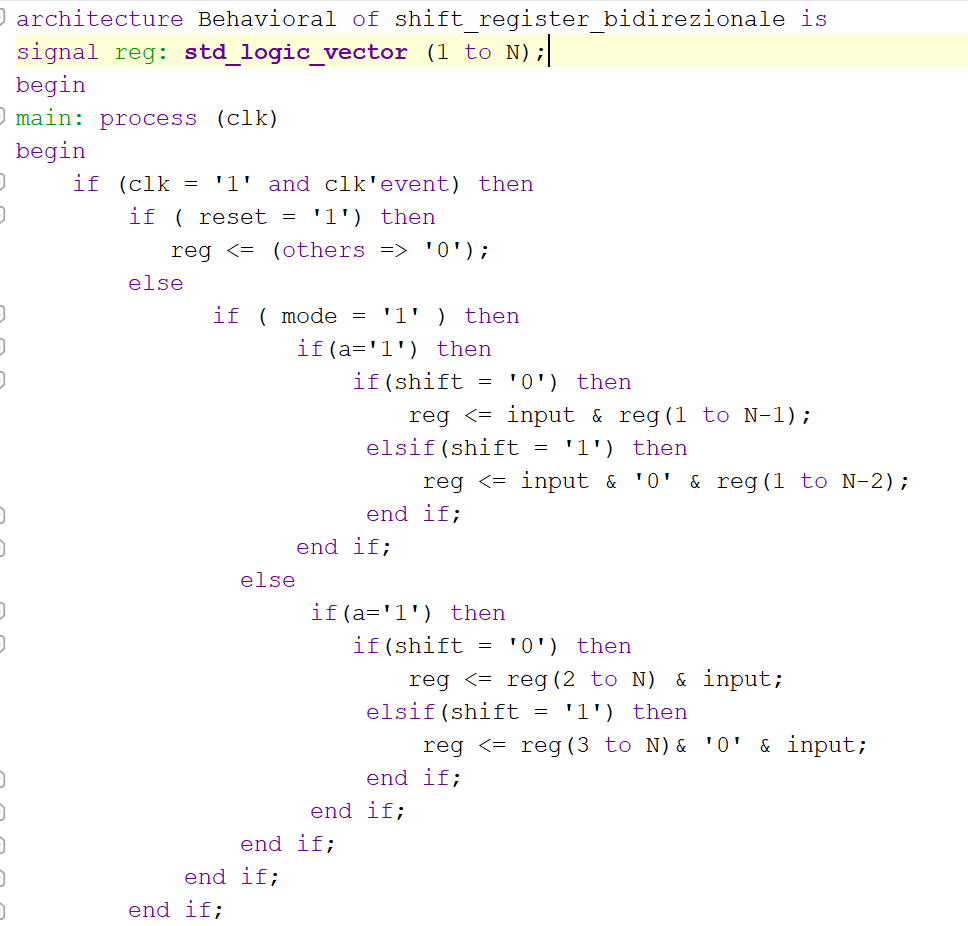 architecture Behavioral of shift_register_bidirezionale is
signal reg: std_logic_vector (1 to N);
begin
main: process (clk)
begin
if (clk = '1' and clk'event) then
if ( reset = '1') then
reg <= (others => '0');
else
if ( mode = '1' ) then
if(a='1') then
if(shift = '0') then
reg <= input & reg(1 to N-1);
elsif(shift = '1') then
reg <= input & '0' & reg(1 to N-2);
end if;
end if;
else
if(a='1') then
if(shift = '0') then
reg <= reg(2 to N) & input;
elsif(shift = '1') then
reg <= reg(3 to N)& '0' & input;
end if;
end if;
end if;
end if;
end if;